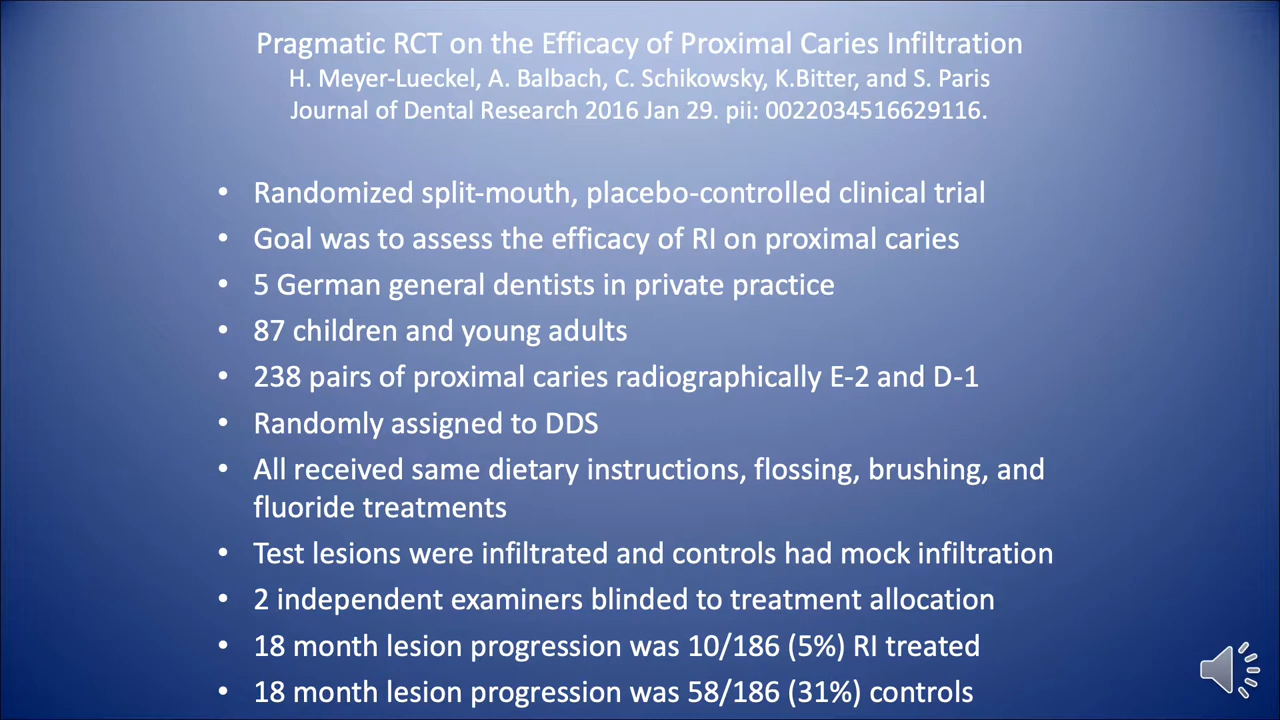 Pragmatic RCT on the Efficacy of Proximal Caries Infiltration
H. Meyer-Lueckel, A. Balbach, C. Schikowsky, K.Bitter, and S. Paris
Journal of Dental Research 2016 Jan 29. pii: 0022034516629116.
• Randomized split-mouth, placebo-controlled clinical trial
• Goal was to assess the efficacy of RI on proximal caries
• 5 German general dentists in private practice
• 87 children and young adults
• 238 pairs of proximal caries radiographically E-2 and D-1
• Randomly assigned to DDS
• All received same dietary instructions, flossing, brushing, and
fluoride treatments
• Test lesions were infiltrated and controls had mock infiltration
• 2 independent examiners blinded to treatment allocation
• 18 month lesion progression was 10/186 (5%) RI treated
• 18 month lesion progression was 58/186 (31%) controls